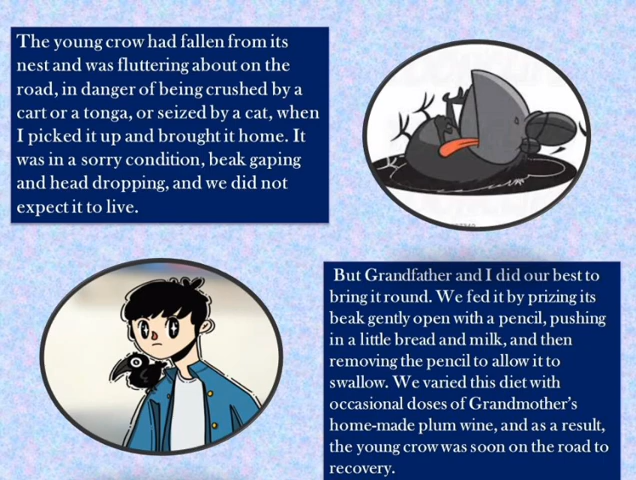 The young crow had fallen from its
nest and was fluttering about on the
road, in danger of being crushed by a
cart or a tonga, or seized by a cat, when
I picked it up and brought it home. It
was in a sorry condition, beak gaping
and head dropping, and we did not
expect it to live.
But Grandfather and I did our best to
bring it round. We fed it by prizing its
beak gently open with a pencil, pushing
in a little bread and milk, and then
removing the pencil to allow it to
swallow. We varied this diet with
occasional doses of Grandmother's
home-made plum wine, and as a result,
the young crow was soon on the road to
recovery.